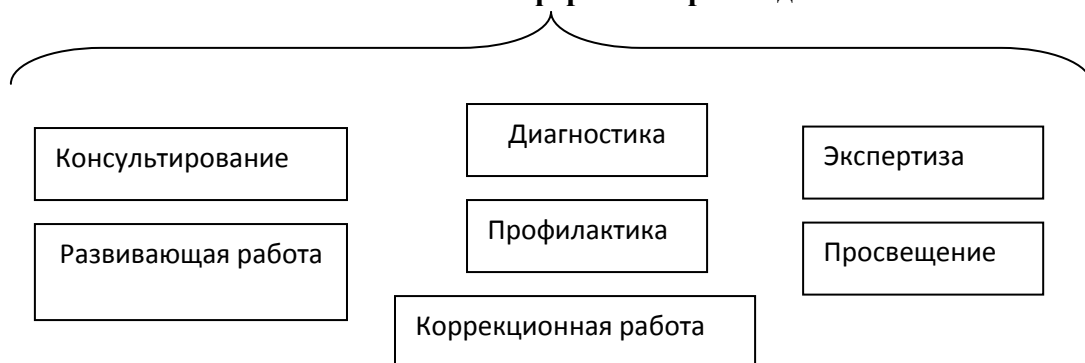 Консультирование
Диагностика
Экспертиза
Развивающая работа
Профилактика
Просвещение
Коррекционная работа